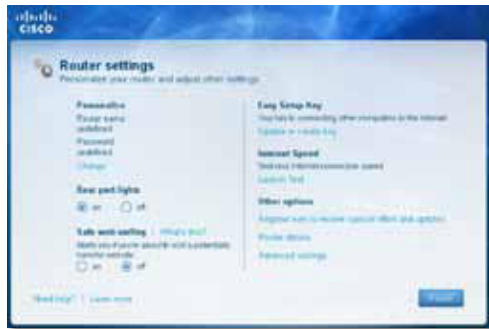 CISCO
Router settings
Personalize your router and adjust other settings
Personalize
Router name
undefined
Password
undefined
Change
Easy Setup Key
Your key to connecting other computers to the internet
Update or create key
Internet Speed
Test your Internet connection speed
Launch Test
Rear port lights
on off
Other options
Register now to receive special offers and updates
Router details
Advanced settings
Safe web surfing What's this?
Alerts you if you're about to visit a potentially
harmful website
on off
Need help? Learn more